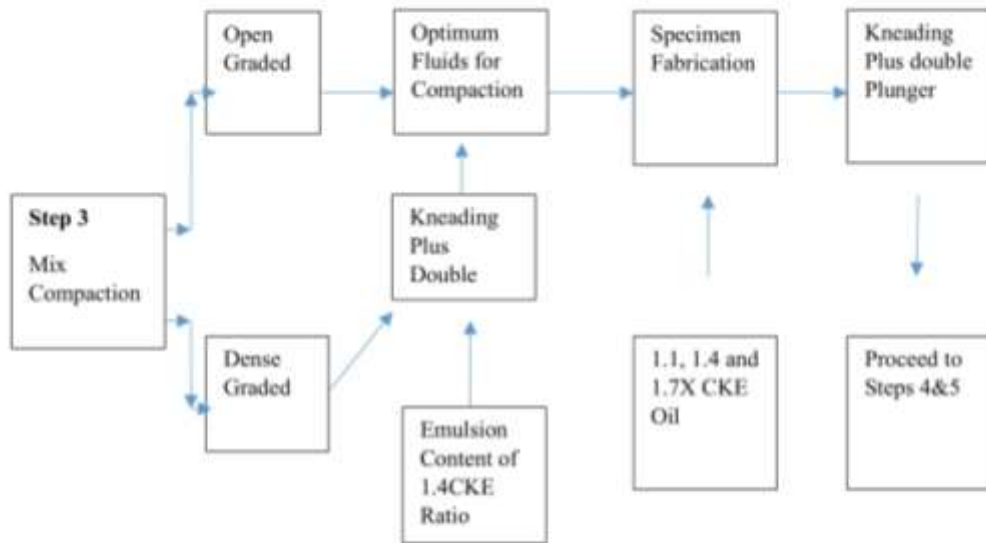 Open
Graded
Optimum
Fluids for
Compaction
Specimen
Fabrication
Kneading
Plus double
Plunger
Step 3
Mix
Compaction
Kneading
Plus
Double
Dense
Graded
Emulsion
Content of
1.4CKE
Ratio
1.1, 1.4 and
1.7X CKE
Oil
Proceed to
Steps 4&5